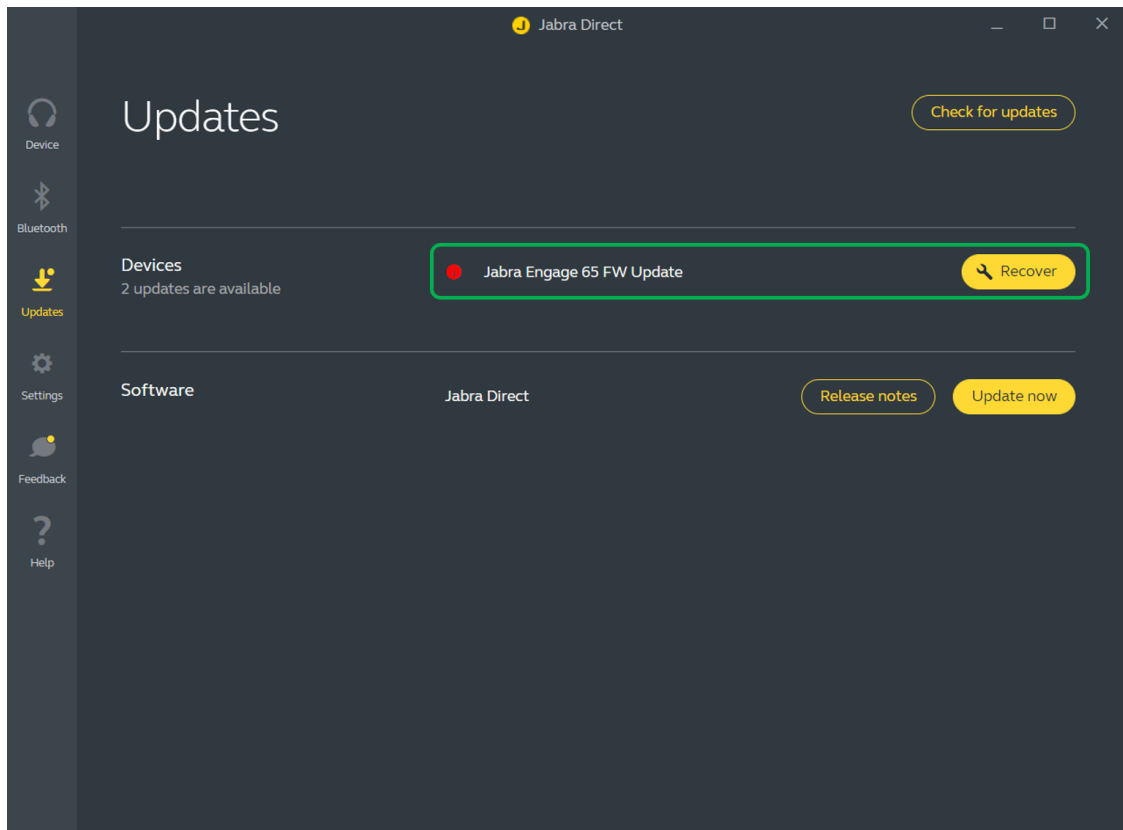 Jabra Direct
Device
Bluetooth
Updates
Settings
Feedback
Help
Updates
Check for updates
Devices
2 updates are available
Jabra Engage 65 FW Update
Recover
Software
Jabra Direct
Release notes
Update now